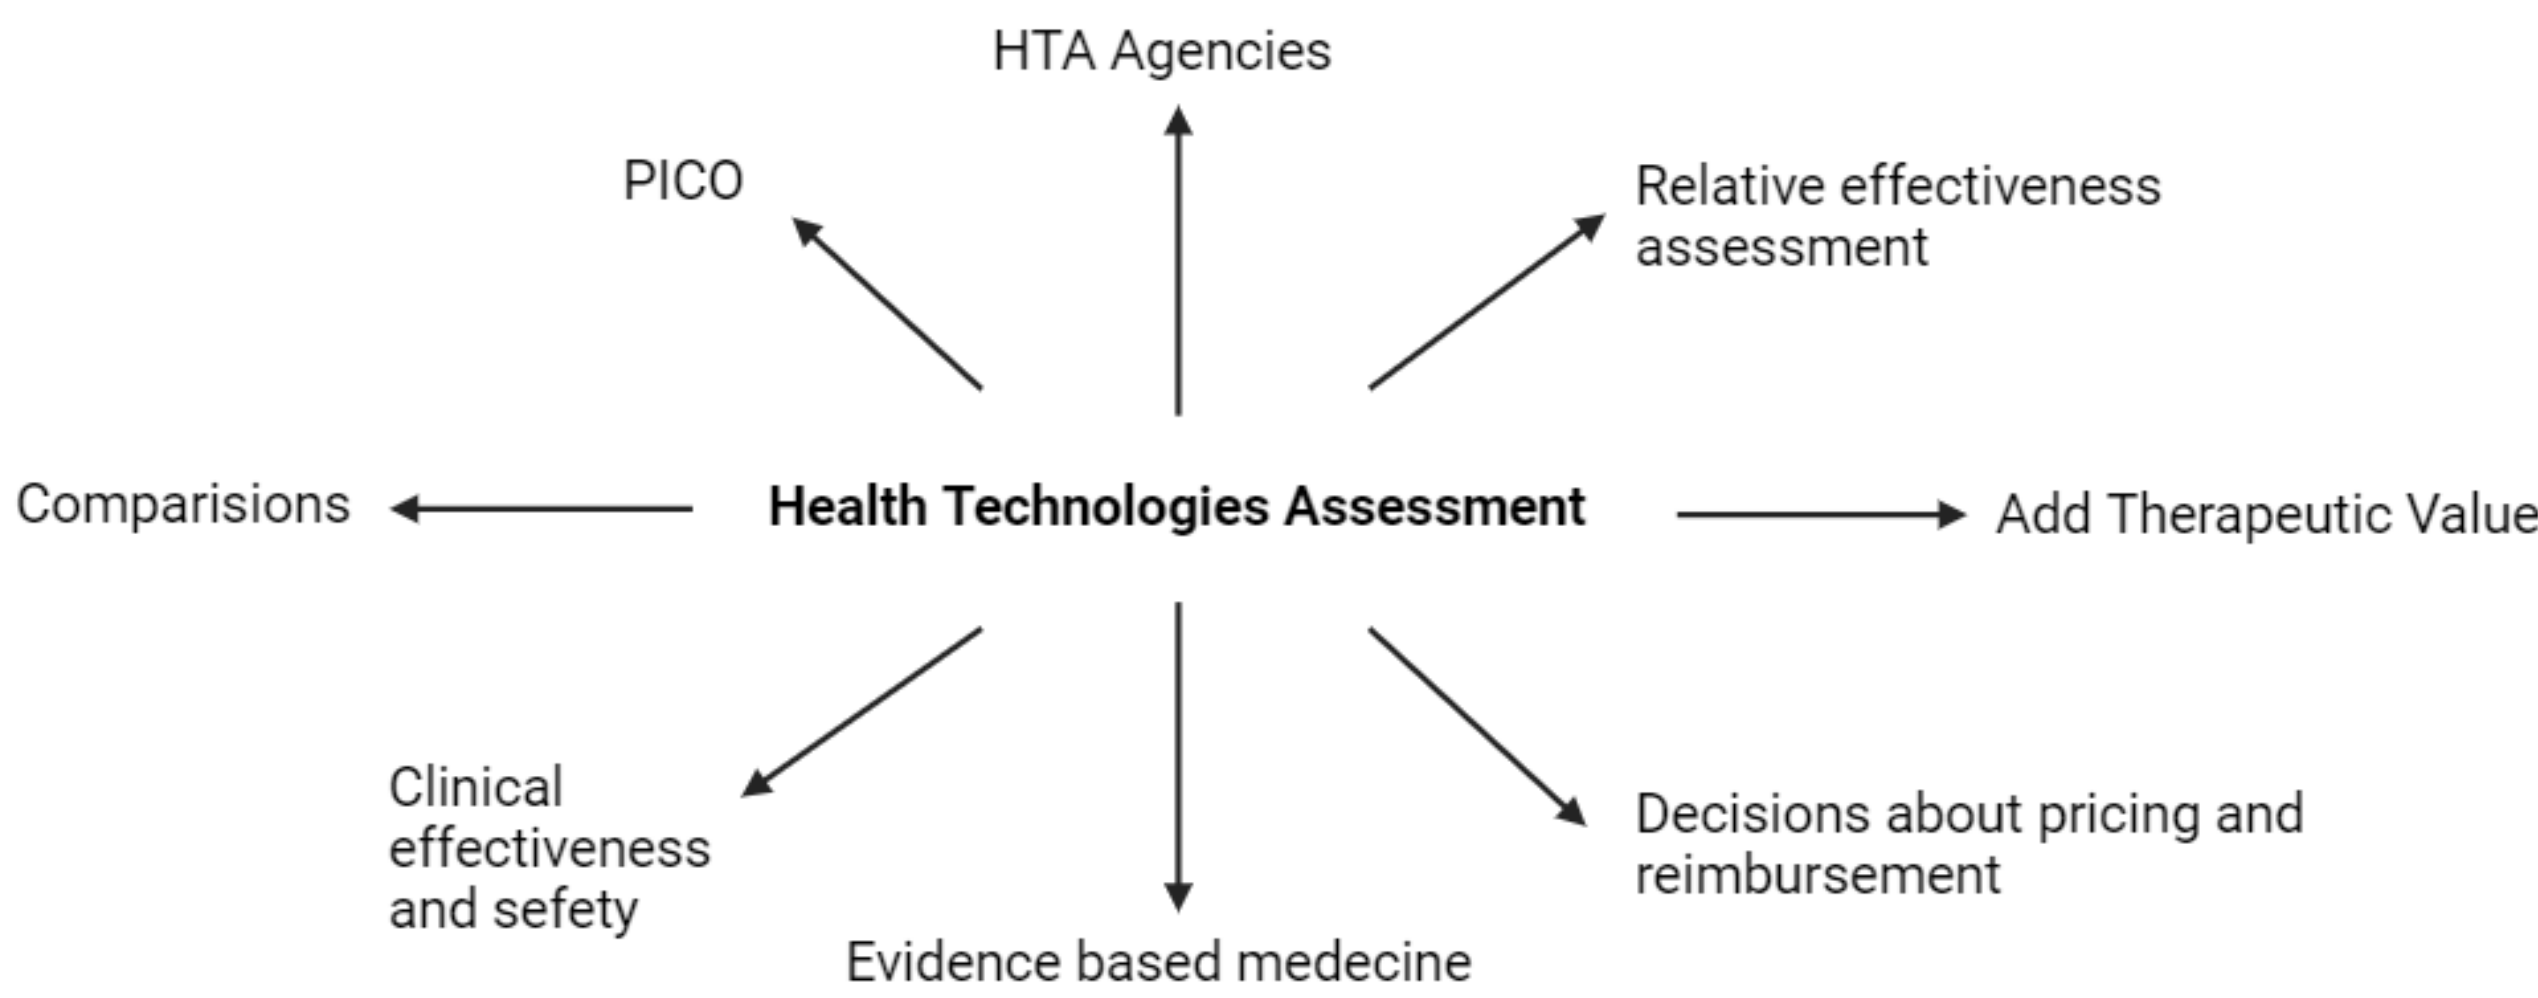 HTA Agencies
PICO
Relative effectiveness
assessment
Comparisions
Health Technologies Assessment
Add Therapeutic Value
Clinical
effectiveness
and sefety
Decisions about pricing and
reimbursement
Evidence based medecine